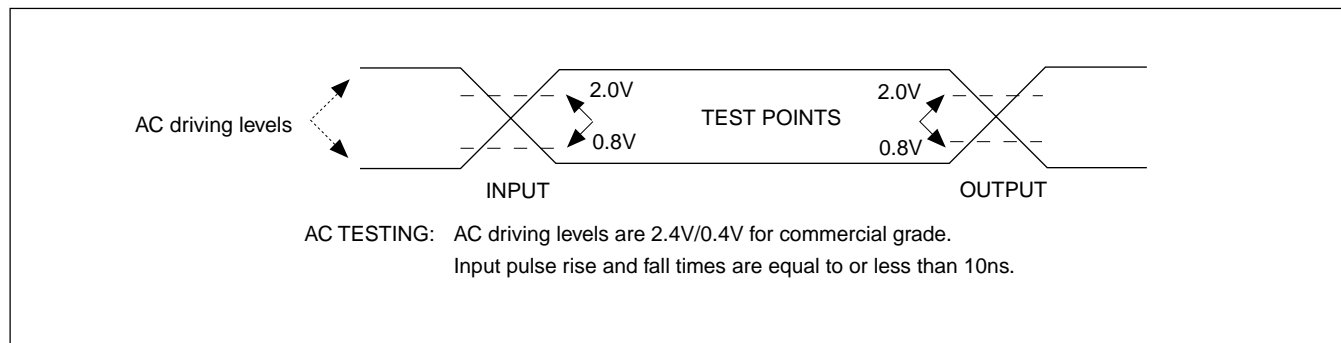 2.0V
2.0V
AC driving levels
TEST POINTS
0.8V
0.8V
INPUT
OUTPUT
AC TESTING: AC driving levels are 2.4V/0.4V for commercial grade.
Input pulse rise and fall times are equal to or less than 10ns.